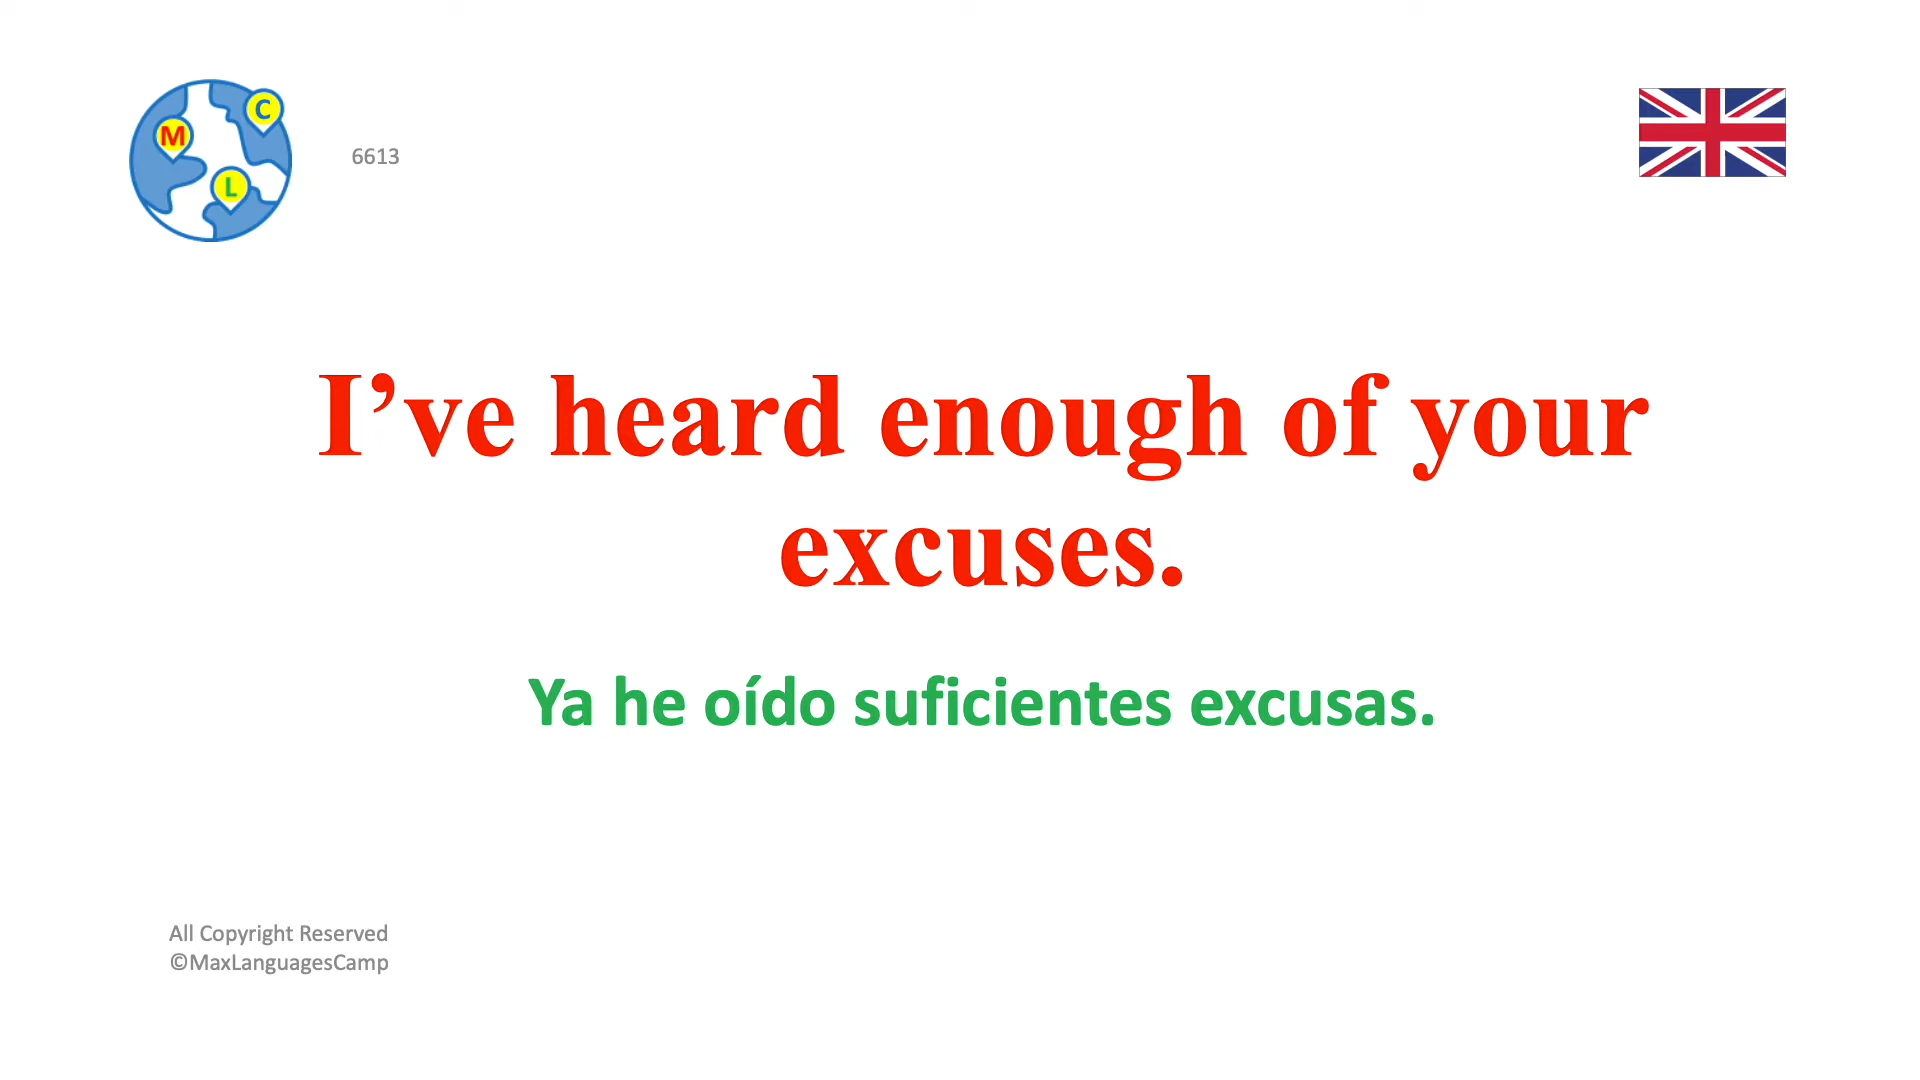 C
M
6613
L
I’ve heard enough of your
excuses.
Ya he oído suficientes excusas.
All Copyright Reserved
©MaxLanguagesCamp